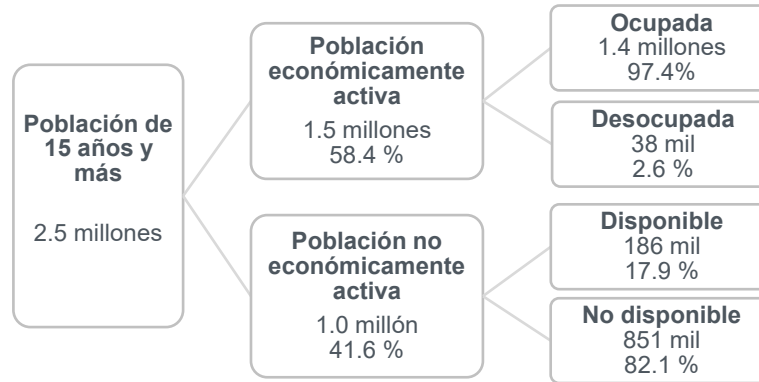 Población de
15 años y
más
2.5 millones
Población
económicamente
activa
1.5 millones
58.4 %
Población no
económicamente
activa
1.0 millón
41.6 %
Ocupada
1.4 millones
97.4%
Desocupada
38 mil
2.6 %
Disponible
186 mil
17.9 %
No disponible
851 mil
82.1 %